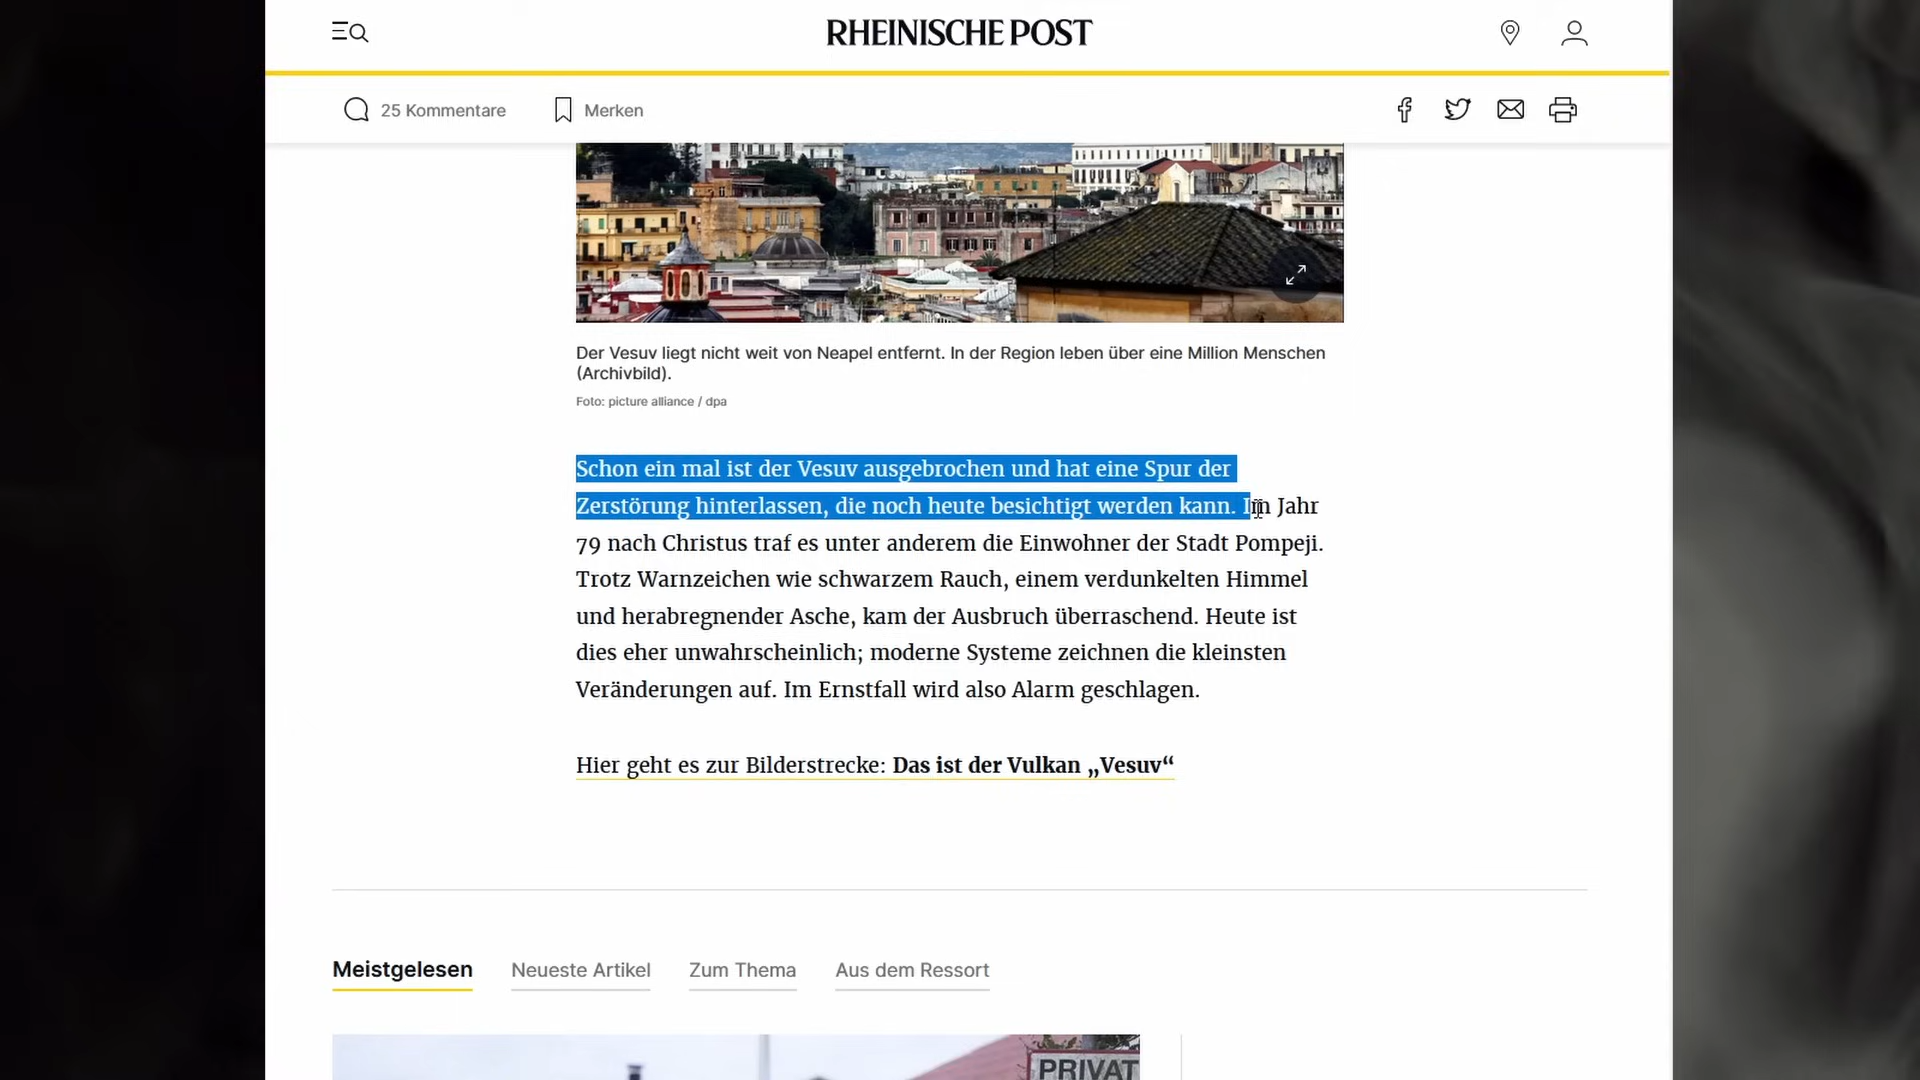 RHEINISCHE POST
25 Kommentare
Merken
Der Vesuv liegt nicht weit von Neapel entfernt. In der Region leben über eine Million Menschen
(Archivbild).
Foto: picture alliance / dpa
Schon ein mal ist der Vesuv ausgebrochen und hat eine Spur der
Zerstörung hinterlassen, die noch heute besichtigt werden kann. Im Jahr
79 nach Christus traf es unter anderem die Einwohner der Stadt Pompeji.
Trotz Warnzeichen wie schwarzem Rauch, einem verdunkelten Himmel
und herabregnender Asche, kam der Ausbruch überraschend. Heute ist
dies eher unwahrscheinlich; moderne Systeme zeichnen die kleinsten
Veränderungen auf. Im Ernstfall wird also Alarm geschlagen.
Hier geht es zur Bilderstrecke: Das ist der Vulkan „Vesuv“
Meistgelesen
Neueste Artikel
Zum Thema
Aus dem Ressort
PRIVAT